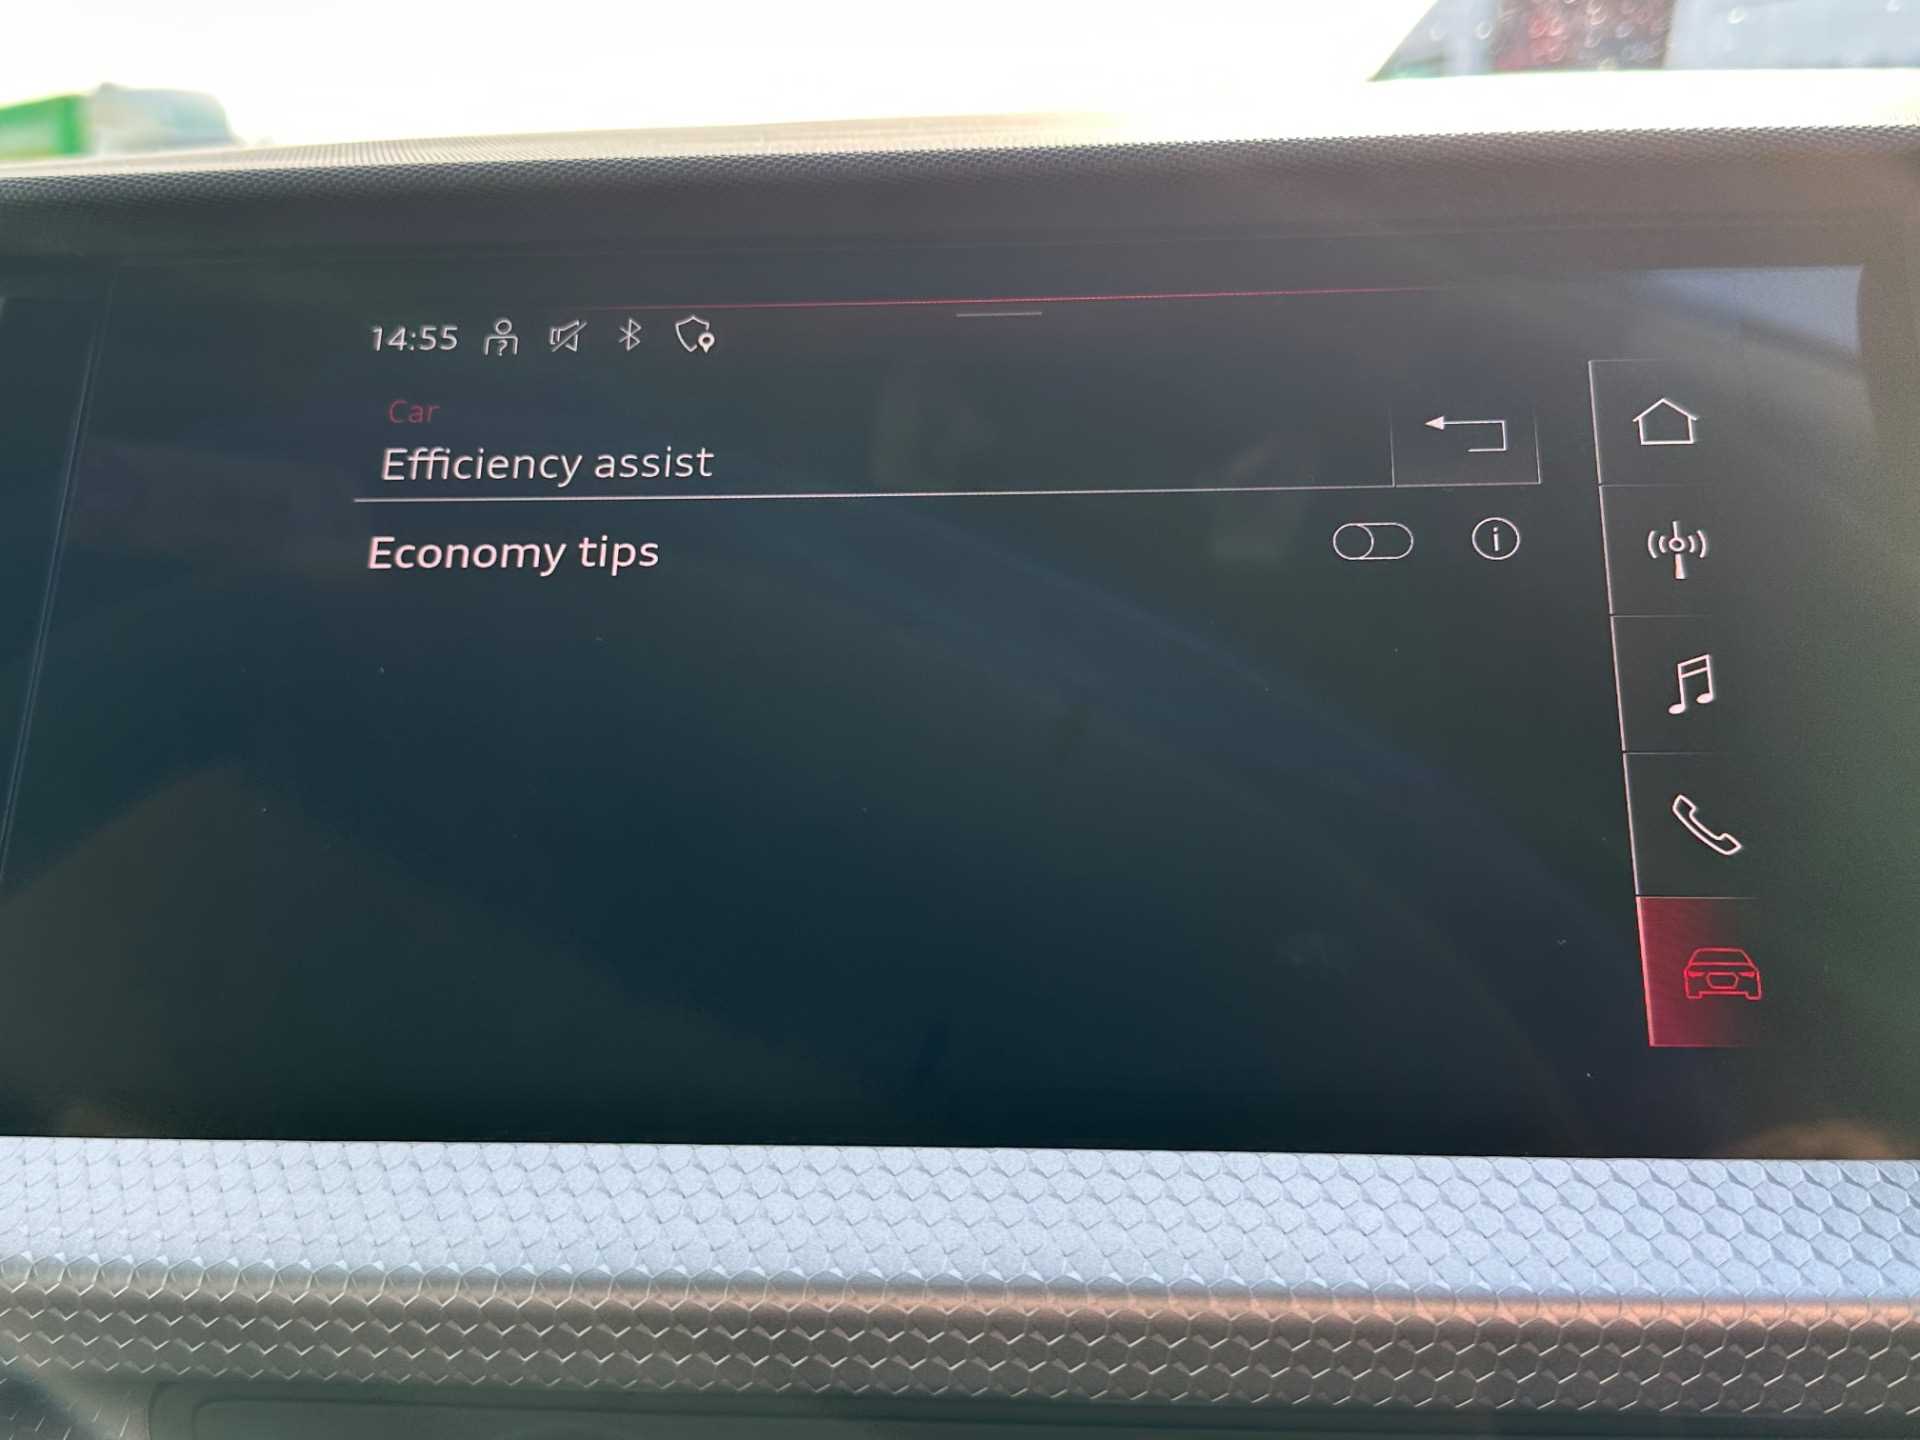 14:55
Car
Efficiency assist
Economy tips